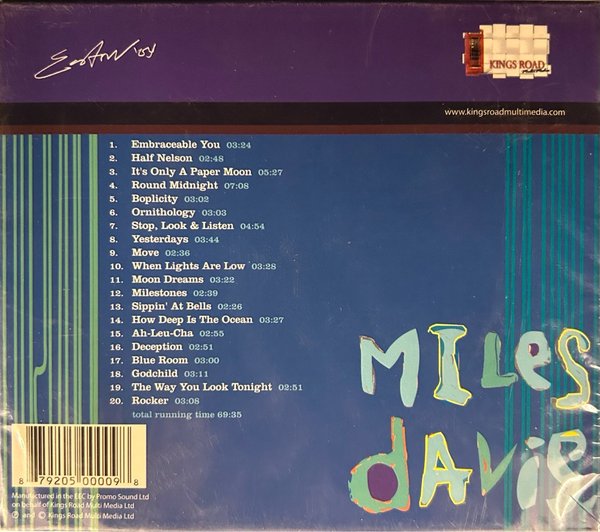 KINGS ROAD
www.kingsroadmultimedia.com
1. Embraceable You 03:24
2. Half Nelson 02:48
3. It's Only A Paper Moon 05:27
4. Round Midnight 07:08
5. Boplicity 03:02
6. Ornithology 03:03
7. Stop, Look & Listen 04:54
8. Yesterdays 03:44
9. Move 02:36
10. When Lights Are Low 03:28
11. Moon Dreams 03:22
12. Milestones 02:39
13. Sippin' At Bells 02:26
14. How Deep Is The Ocean 03:27
15. Ah-Leu-Cha 02:55
16. Deception 02:51
17. Blue Room 03:00
18. Godchild 03:11
19. The Way You Look Tonight 02:51
20. Rocker 03:08
total running time 69:35
MILes
davis
8 79205 00009 8
Manufactured in the EEC by Promo Sound Ltd
on behalf of Kings Road Multi Media Ltd
℗ and © Kings Road Multi Media Ltd